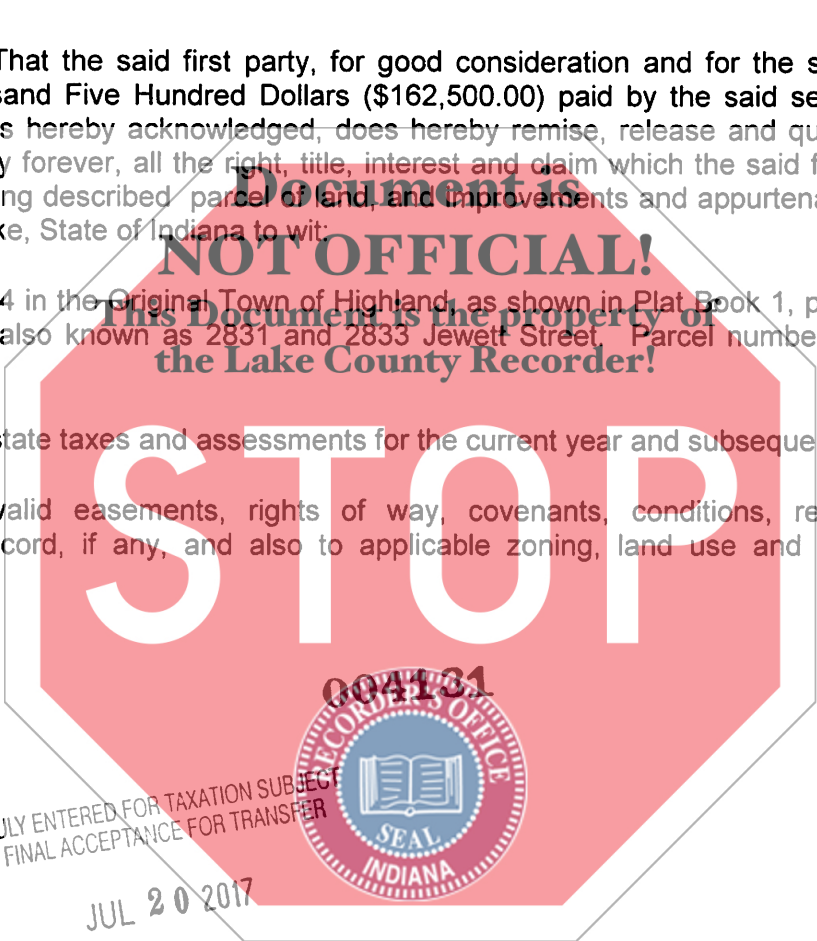 That the said first party, for good consideration and for the s
sand Five Hundred Dollars ($162,500.00) paid by the said se
s hereby acknowledged, does hereby remise, release and qu
y forever, all the right, title, interest and claim which the said f
ng described parcel of land, and improvements and appurtena
ke, State of Indiana to wit:
Document is
NOT OFFICIAL!
This Document is the property of
the Lake County Recorder!
4 in the Original Town of Highland, as shown in Plat Book 1, p
also known as 2831 and 2833 Jewett Street. Parcel numbe
state taxes and assessments for the current year and subseque
valid easements, rights of way, covenants, conditions, re
cord, if any, and also to applicable zoning, land use and
STOP
004131
RECORDER'S OFFICE
SEAL
INDIANA
ULY ENTERED FOR TAXATION SUBJECT
FINAL ACCEPTANCE FOR TRANSFER
JUL 20 2017